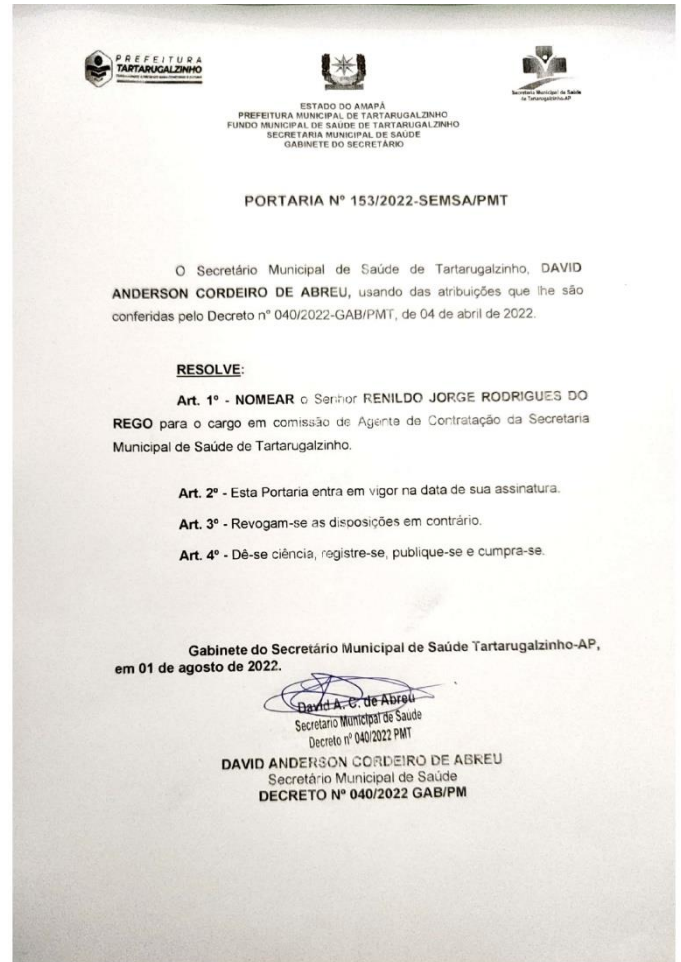 PREFEITURA
TARTARUGALZINHO
Secretaria Municipal de Saúde
de Tartarugalzinho-AP
ESTADO DO AMAPÁ
PREFEITURA MUNICIPAL DE TARTARUGALZINHO
FUNDO MUNICIPAL DE SAÚDE DE TARTARUGALZINHO
SECRETARIA MUNICIPAL DE SAÚDE
GABINETE DO SECRETÁRIO
PORTARIA Nº 153/2022-SEMSA/PMT
O Secretário Municipal de Saúde de Tartarugalzinho, DAVID
ANDERSON CORDEIRO DE ABREU, usando das atribuições que lhe são
conferidas pelo Decreto n° 040/2022-GAB/PMT, de 04 de abril de 2022.
RESOLVE:
Art. 1º - NOMEAR o Senhor RENILDO JORGE RODRIGUES DO
REGO para o cargo em comissão de Agente de Contratação da Secretaria
Municipal de Saúde de Tartarugalzinho.
Art. 2º - Esta Portaria entra em vigor na data de sua assinatura.
Art. 3º - Revogam-se as disposições em contrário.
Art. 4º - Dê-se ciência, registre-se, publique-se e cumpra-se.
Gabinete do Secretário Municipal de Saúde Tartarugalzinho-AP,
em 01 de agosto de 2022.
David A. C. de Abreu
Secretario Municipal de Saude
Decreto nº 040/2022 PMT
DAVID ANDERSON CORDEIRO DE ABREU
Secretário Municipal de Saúde
DECRETO Nº 040/2022 GAB/PM